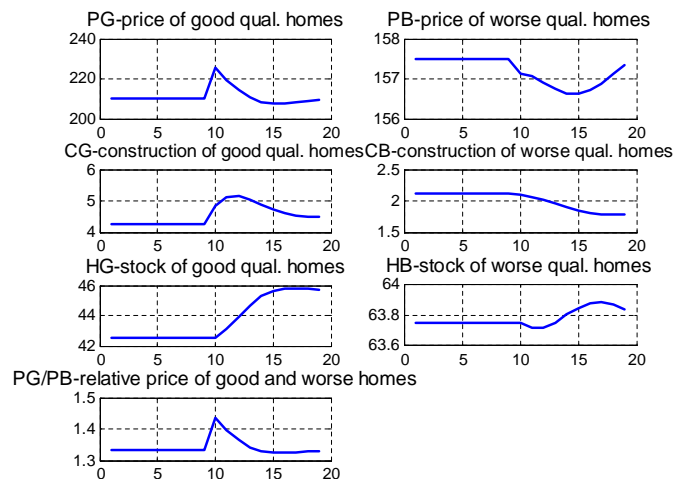 PG-price of good qual. homes
240
220
200
0 5 10 15 20
PB-price of worse qual. homes
158
157
156
0 5 10 15 20
CG-construction of good qual. homes
6
5
4
0 5 10 15 20
CB-construction of worse qual. homes
2.5
2
1.5
0 5 10 15 20
HG-stock of good qual. homes
46
44
42
0 5 10 15 20
HB-stock of worse qual. homes
64
63.8
63.6
0 5 10 15 20
PG/PB-relative price of good and worse homes
1.5
1.4
1.3
0 5 10 15 20